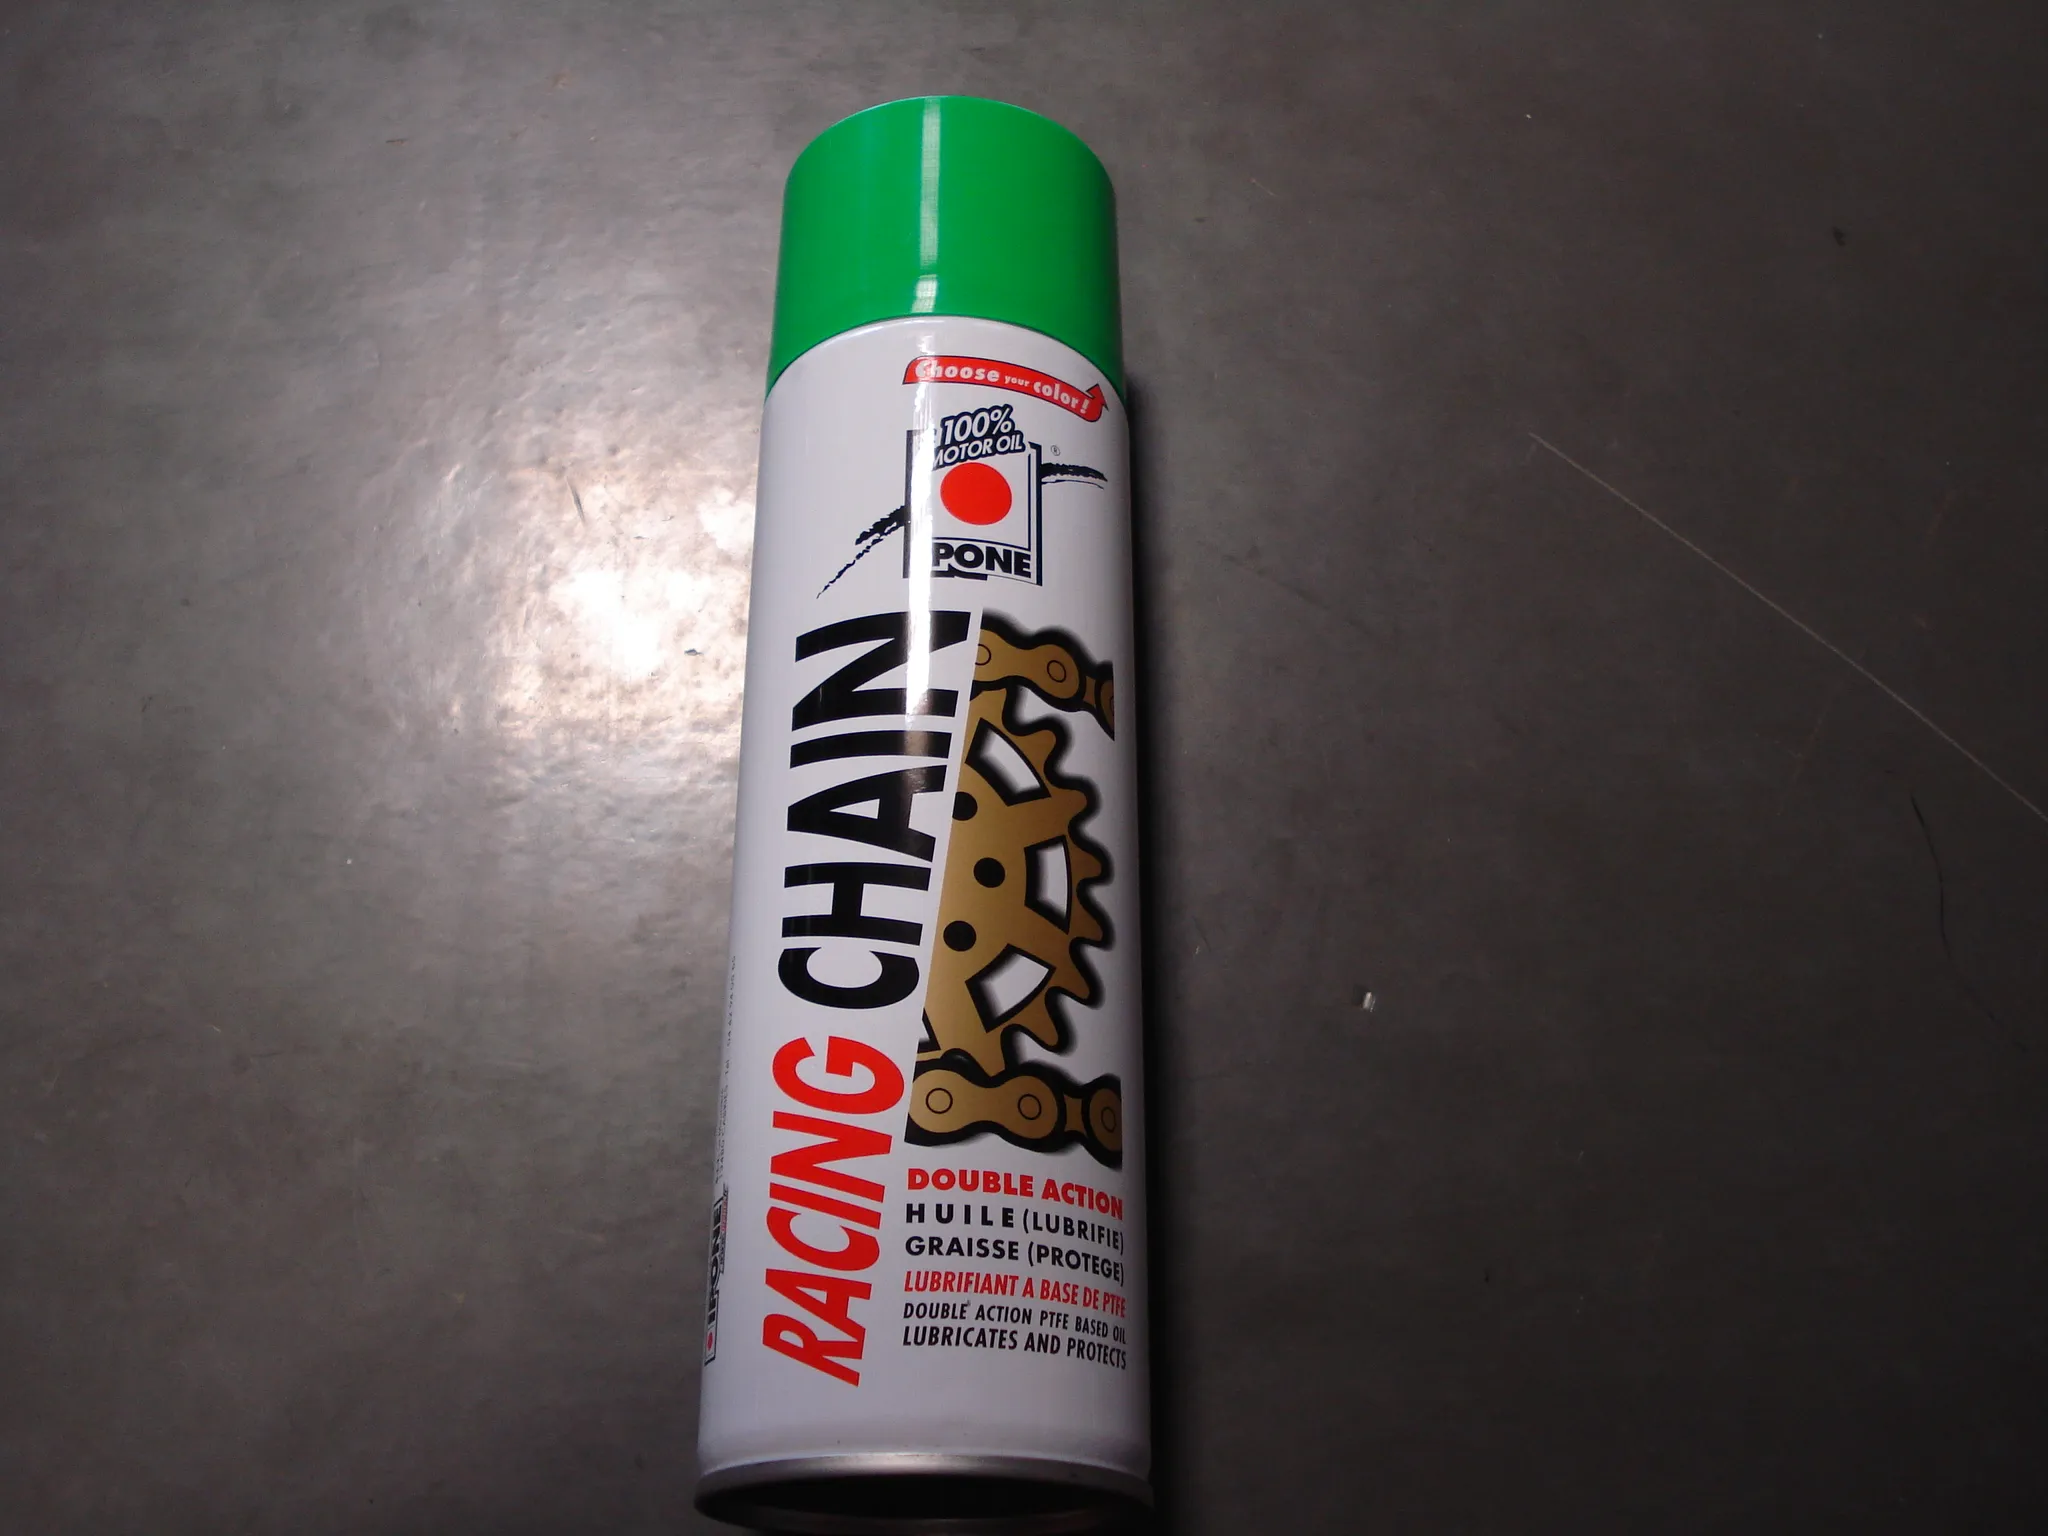 Choose your color!
100%
MOTOR OIL
®
IPONE
RACING CHAIN
DOUBLE ACTION
HUILE (LUBRIFIE)
GRAISSE (PROTEGE)
LUBRIFIANT A BASE DE PTFE
DOUBLE ACTION PTFE BASED OIL
LUBRICATES AND PROTECTS
IPONE